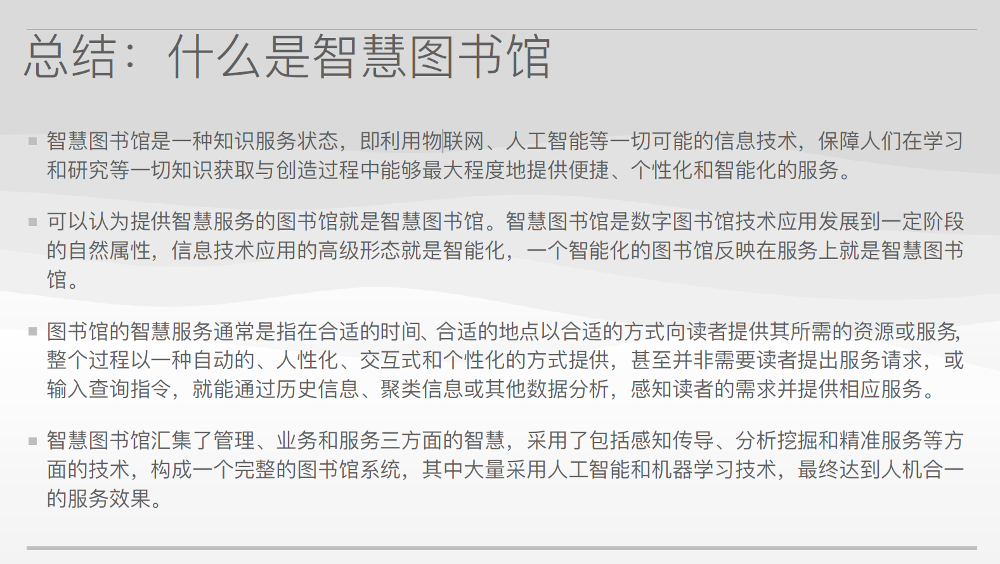 总结：什么是智慧图书馆
智慧图书馆是一种知识服务状态，即利用物联网、人工智能等一切可能的信息技术，保障人们在学习
和研究等一切知识获取与创造过程中能够最大程度地提供便捷、个性化和智能化的服务。
可以认为提供智慧服务的图书馆就是智慧图书馆。智慧图书馆是数字图书馆技术应用发展到一定阶段
的自然属性，信息技术应用的高级形态就是智能化，一个智能化的图书馆反映在服务上就是智慧图书
馆。
图书馆的智慧服务通常是指在合适的时间、合适的地点以合适的方式向读者提供其所需的资源或服务，
整个过程以一种自动的、人性化、交互式和个性化的方式提供，甚至并非需要读者提出服务请求，或
输入查询指令，就能通过历史信息、聚类信息或其他数据分析，感知读者的需求并提供相应服务。
智慧图书馆汇集了管理、业务和服务三方面的智慧，采用了包括感知传导、分析挖掘和精准服务等方
面的技术，构成一个完整的图书馆系统，其中大量采用人工智能和机器学习技术，最终达到人机合一
的服务效果。